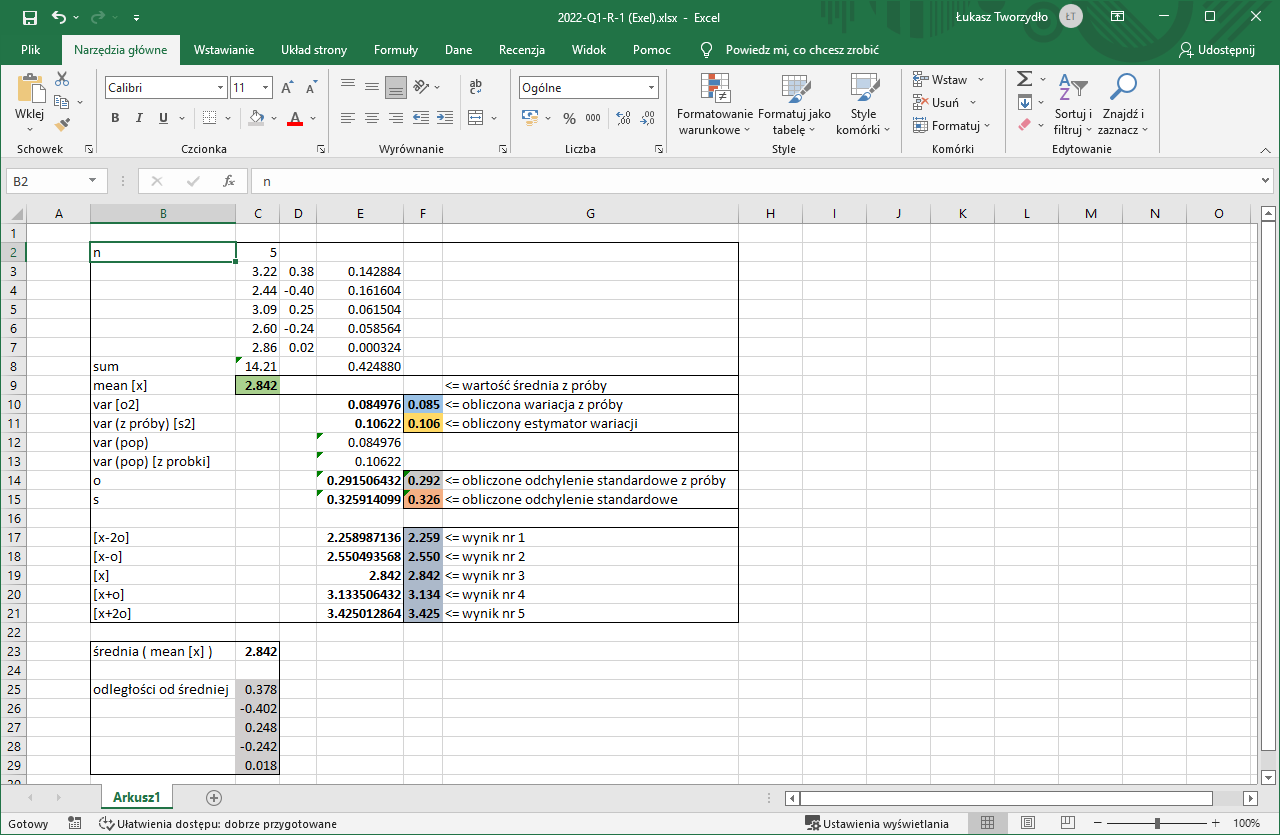 2022-Q1-R-1 (Exel).xlsx - Excel
Łukasz Tworzydło
ŁT
Plik Narzędzia główne Wstawianie Układ strony Formuły Dane Recenzja Widok Pomoc Powiedz mi, co chcesz zrobić Udostępnij
Wklej
Calibri 11
B I U A
ab
Ogólne
% 000
Formatowanie warunkowe
Formatuj jako tabelę
Style komórki
Wstaw
Usuń
Formatuj
Sortuj i filtruj
Znajdź i zaznacz
Schowek Czcionka Wyrównanie Liczba Style Komórki Edytowanie
B2 fx n
A B C D E F G H I J K L M N O
1
2 n 5
3 3.22 0.38 0.142884
4 2.44 -0.40 0.161604
5 3.09 0.25 0.061504
6 2.60 -0.24 0.058564
7 2.86 0.02 0.000324
8 sum 14.21 0.424880
9 mean [x] 2.842 <= wartość średnia z próby
10 var [o2] 0.084976 0.085 <= obliczona wariacja z próby
11 var (z próby) [s2] 0.10622 0.106 <= obliczony estymator wariacji
12 var (pop) 0.084976
13 var (pop) [z probki] 0.10622
14 o 0.291506432 0.292 <= obliczone odchylenie standardowe z próby
15 s 0.325914099 0.326 <= obliczone odchylenie standardowe
16
17 [x-2o] 2.258987136 2.259 <= wynik nr 1
18 [x-o] 2.550493568 2.550 <= wynik nr 2
19 [x] 2.842 2.842 <= wynik nr 3
20 [x+o] 3.133506432 3.134 <= wynik nr 4
21 [x+2o] 3.425012864 3.425 <= wynik nr 5
22
23 średnia ( mean [x] ) 2.842
24
25 odległości od średniej 0.378
26 -0.402
27 0.248
28 -0.242
29 0.018
30
Arkusz1
Gotowy Ułatwienia dostępu: dobrze przygotowane Ustawienia wyświetlania 100%